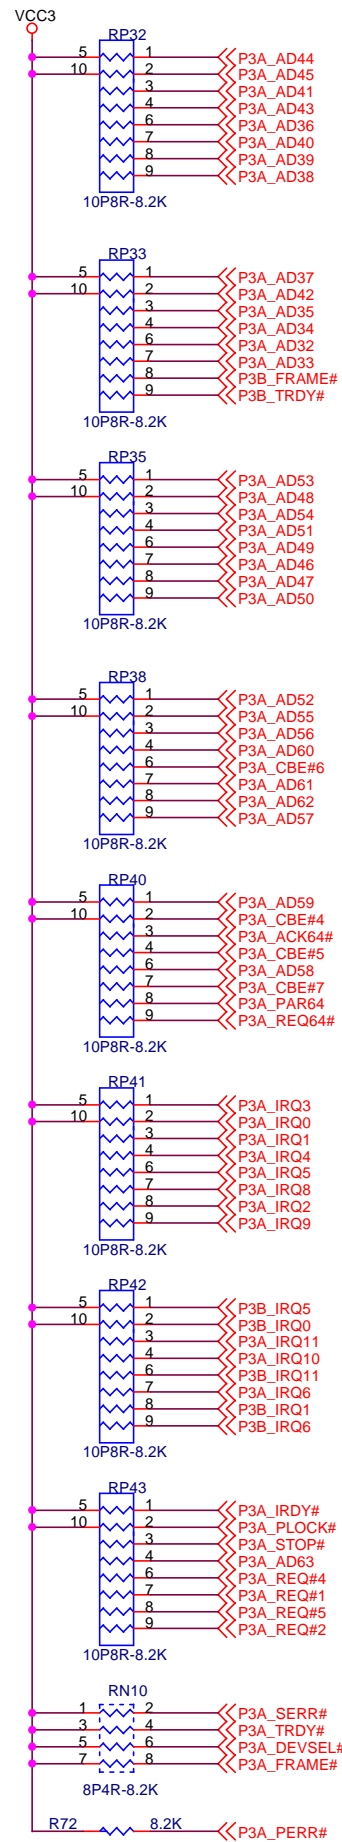 VCC3
RP32
5 1 P3A_AD44
10 2 P3A_AD45
3 P3A_AD41
4 P3A_AD43
6 P3A_AD36
7 P3A_AD40
8 P3A_AD39
9 P3A_AD38
10P8R-8.2K
RP33
5 1 P3A_AD37
10 2 P3A_AD42
3 P3A_AD35
4 P3A_AD34
6 P3A_AD32
7 P3A_AD33
8 P3B_FRAME#
9 P3B_TRDY#
10P8R-8.2K
RP35
5 1 P3A_AD53
10 2 P3A_AD48
3 P3A_AD54
4 P3A_AD51
6 P3A_AD49
7 P3A_AD46
8 P3A_AD47
9 P3A_AD50
10P8R-8.2K
RP38
5 1 P3A_AD52
10 2 P3A_AD55
3 P3A_AD56
4 P3A_AD60
6 P3A_CBE#6
7 P3A_AD61
8 P3A_AD62
9 P3A_AD57
10P8R-8.2K
RP40
5 1 P3A_AD59
10 2 P3A_CBE#4
3 P3A_ACK64#
4 P3A_CBE#5
6 P3A_AD58
7 P3A_CBE#7
8 P3A_PAR64
9 P3A_REQ64#
10P8R-8.2K
RP41
5 1 P3A_IRQ3
10 2 P3A_IRQ0
3 P3A_IRQ1
4 P3A_IRQ4
6 P3A_IRQ5
7 P3A_IRQ8
8 P3A_IRQ2
9 P3A_IRQ9
10P8R-8.2K
RP42
5 1 P3B_IRQ5
10 2 P3B_IRQ0
3 P3A_IRQ11
4 P3A_IRQ10
6 P3B_IRQ11
7 P3A_IRQ6
8 P3B_IRQ1
9 P3B_IRQ6
10P8R-8.2K
RP43
5 1 P3A_IRDY#
10 2 P3A_PLOCK#
3 P3A_STOP#
4 P3A_AD63
6 P3A_REQ#4
7 P3A_REQ#1
8 P3A_REQ#5
9 P3A_REQ#2
10P8R-8.2K
RN10
1 2 P3A_SERR#
3 4 P3A_TRDY#
5 6 P3A_DEVSEL#
7 8 P3A_FRAME#
8P4R-8.2K
R72 8.2K P3A_PERR#